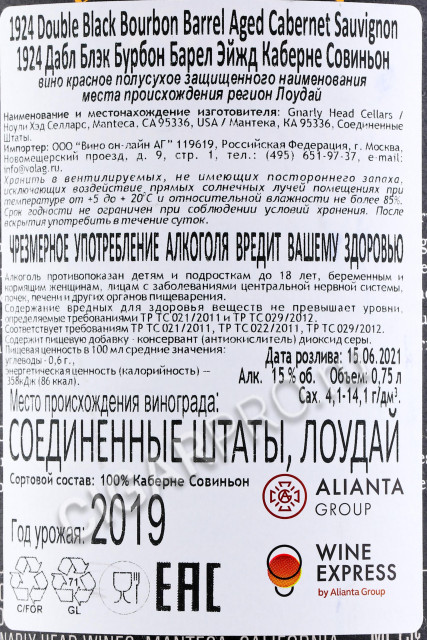 1924 Double Black Bourbon Barrel Aged Cabernet Sauvignon
1924 Дабл Блэк Бурбон Барел Эйжд Каберне Совиньон
вино красное полусухое защищенного наименования
места происхождения регион Лоудай
Наименование и местонахождение изготовителя: Gnarly Head Cellars /
Ноули Хэд Селларс, Manteca, CA 95336, USA / Мантека, КА 95336, Соединенные
Штаты.
Импортер: ООО "Вино он-лайн АГ" 119619, Российская Федерация, г. Москва,
Новомещерский проезд, д. 9, стр. 1, тел.: (495) 651-97-37, e-mail:
info@volag.ru.
Хранить в вентилируемых, не имеющих постороннего запаха,
исключающих воздействие прямых солнечных лучей помещениях при
температуре от +5 до + 20°С и относительной влажности не более 85%.
Срок годности не ограничен при соблюдении условий хранения. После
вскрытия употребить в течение суток.
ЧРЕЗМЕРНОЕ УПОТРЕБЛЕНИЕ АЛКОГОЛЯ ВРЕДИТ ВАШЕМУ ЗДОРОВЬЮ
Алкоголь противопоказан детям и подросткам до 18 лет, беременным и
кормящим женщинам, лицам с заболеваниями центральной нервной системы,
почек, печени и других органов пищеварения.
Содержание вредных для здоровья веществ не превышает уровни,
определяемые требованиями ТР ТС 021/2011 и ТР ТС 029/2012.
Соответствует требованиям ТР ТС 021/2011, ТР ТС 022/2011, ТР ТС 029/2012.
Содержит пищевую добавку - консервант (антиокислитель) диоксид серы.
Пищевая ценность в 100 мл средние значения:
углеводы - 0,6 г.,
энергетическая ценность (калорийность) –
358кДж (86 ккал).
Дата розлива: 15.06.2021
Алк. 15 % об. Объем: 0,75 л
Сах. 4,1-14,1 г/дм³.
Место происхождения винограда:
СОЕДИНЕННЫЕ ШТАТЫ, ЛОУДАЙ
Сортовой состав: 100% Каберне Совиньон
Год урожая: 2019
ALIANTA
GROUP
WINE
EXPRESS
by Alianta Group
C/FOR
71
GL
EAC